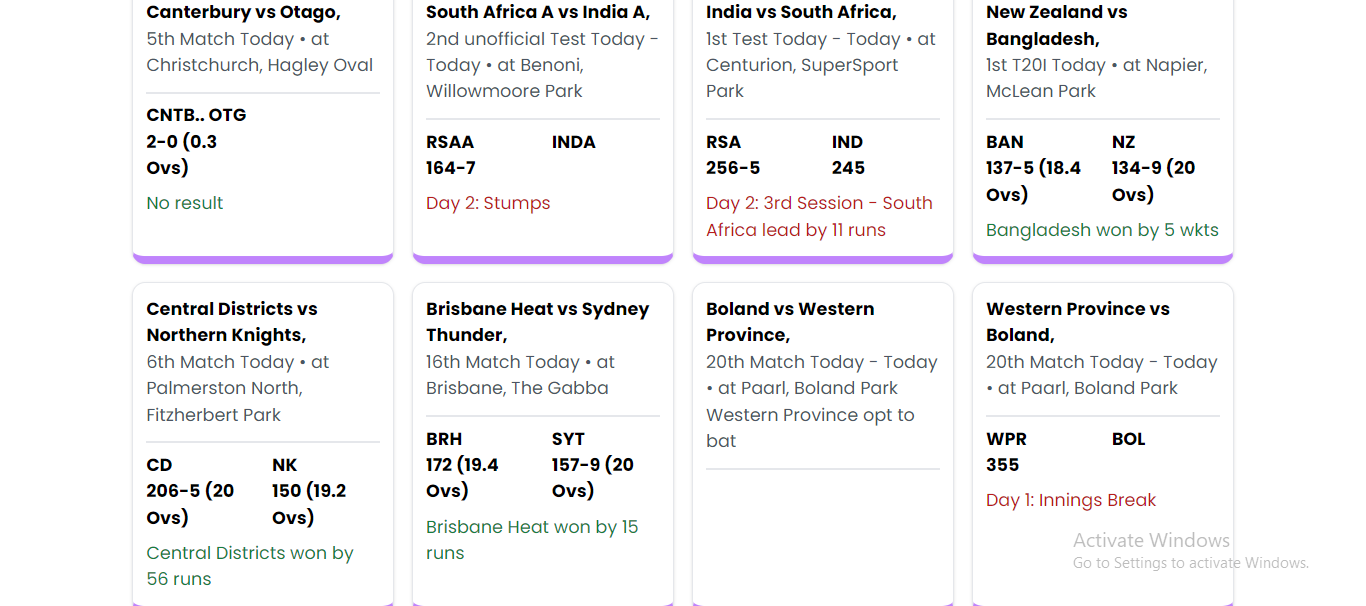 Canterbury vs Otago,
5th Match Today • at
Christchurch, Hagley Oval
CNTB.. OTG
2-0 (0.3
Ovs)
No result
South Africa A vs India A,
2nd unofficial Test Today -
Today • at Benoni,
Willowmoore Park
RSAA INDA
164-7
Day 2: Stumps
India vs South Africa,
1st Test Today - Today • at
Centurion, SuperSport
Park
RSA IND
256-5 245
Day 2: 3rd Session - South
Africa lead by 11 runs
New Zealand vs
Bangladesh,
1st T20I Today • at Napier,
McLean Park
BAN NZ
137-5 (18.4 134-9 (20
Ovs) Ovs)
Bangladesh won by 5 wkts
Central Districts vs
Northern Knights,
6th Match Today • at
Palmerston North,
Fitzherbert Park
CD NK
206-5 (20 150 (19.2
Ovs) Ovs)
Central Districts won by
56 runs
Brisbane Heat vs Sydney
Thunder,
16th Match Today • at
Brisbane, The Gabba
BRH SYT
172 (19.4 157-9 (20
Ovs) Ovs)
Brisbane Heat won by 15
runs
Boland vs Western
Province,
20th Match Today - Today
• at Paarl, Boland Park
Western Province opt to
bat
Western Province vs
Boland,
20th Match Today - Today
• at Paarl, Boland Park
WPR BOL
355
Day 1: Innings Break
Activate Windows
Go to Settings to activate Windows.